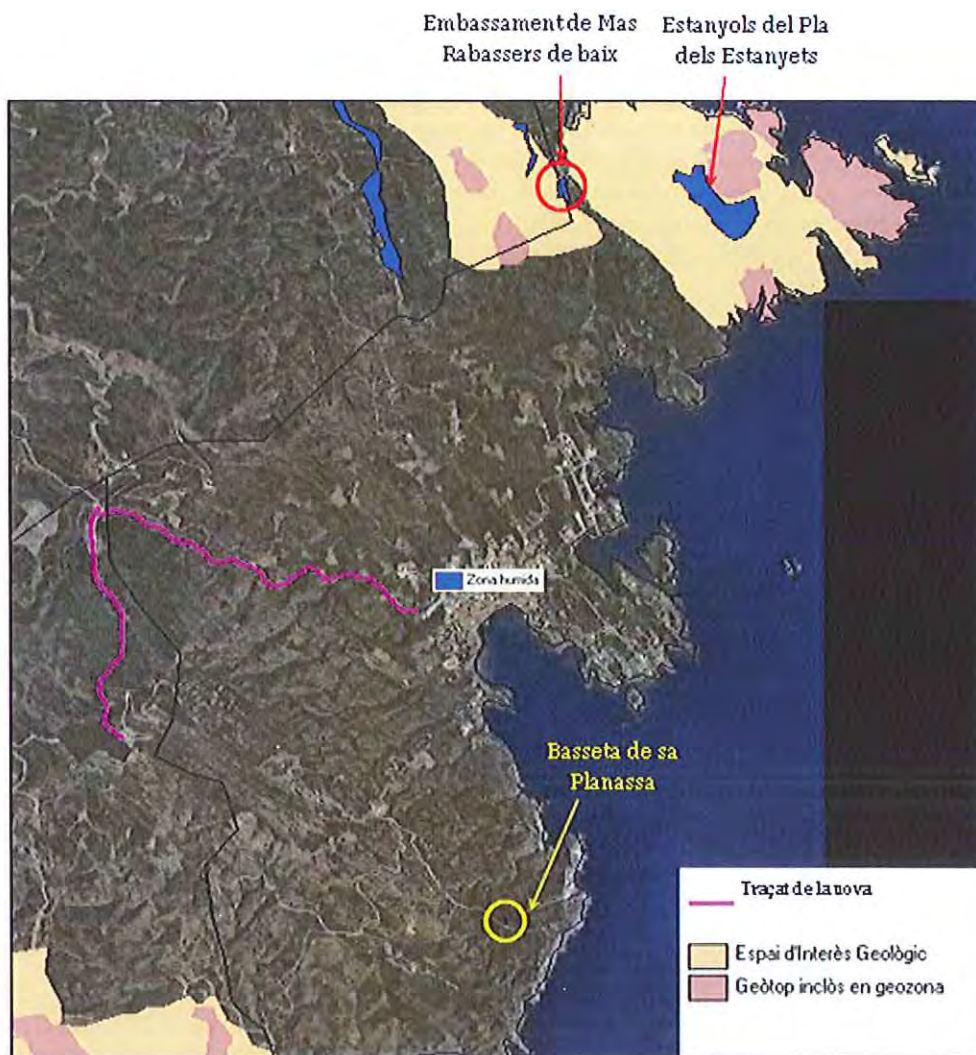 Embassament de Mas
Rabassers de baix
Estanyols del Pla
dels Estanyets
Zona humida
Basseta de sa
Planassa
Traçat de la nova
Espai d'Interès Geològic
Geòtop inclòs en geozona